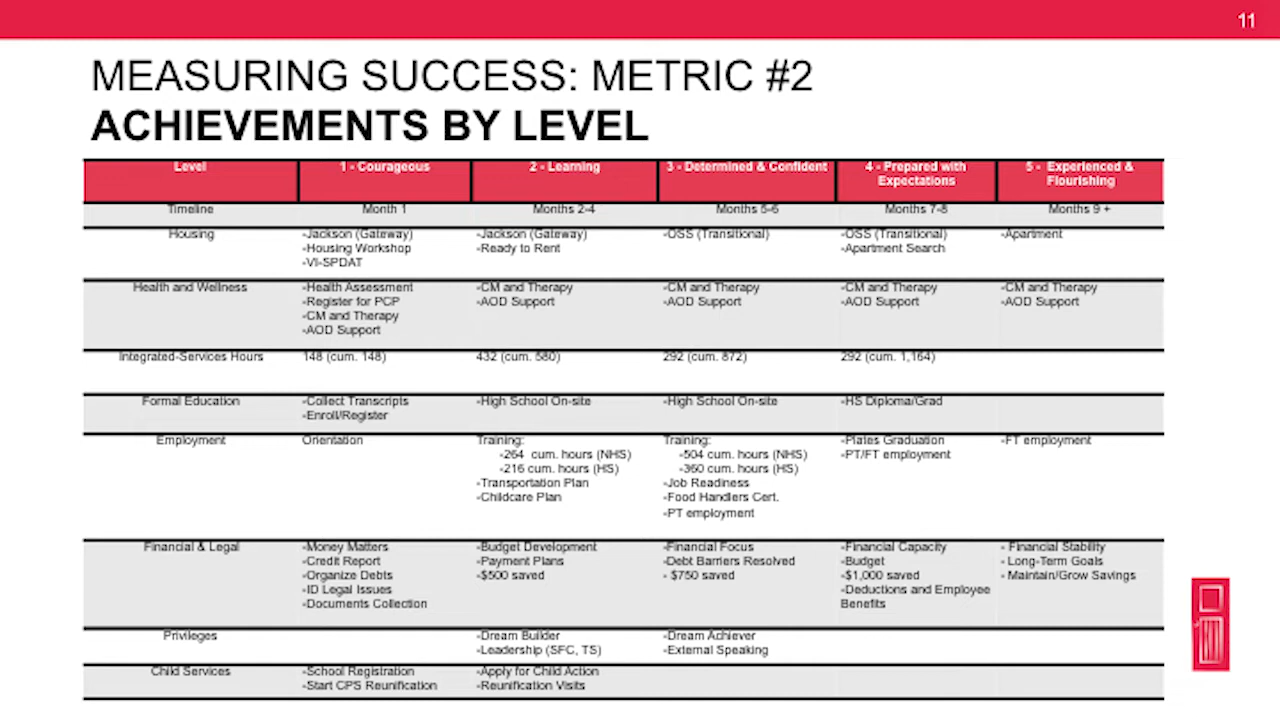 11
MEASURING SUCCESS: METRIC #2
ACHIEVEMENTS BY LEVEL
Level
1 - Courageous
2 - Learning
3 - Determined & Confident
4 - Prepared with
Expectations
5 - Experienced &
Flourishing
Timeline
Month 1
Months 2-4
Months 5-6
Months 7-8
Months 9 +
Housing
-Jackson (Gateway)
-Housing Workshop
-VI-SPDAT
-Jackson (Gateway)
-Ready to Rent
-OSS (Transitional)
-OSS (Transitional)
-Apartment Search
-Apartment
Health and Wellness
-Health Assessment
-Register for PCP
-CM and Therapy
-AOD Support
-CM and Therapy
-AOD Support
-CM and Therapy
-AOD Support
-CM and Therapy
-AOD Support
-CM and Therapy
-AOD Support
Integrated-Services Hours
148 (cum. 148)
432 (cum. 580)
292 (cum. 872)
292 (cum. 1,164)
Formal Education
-Collect Transcripts
-Enroll/Register
-High School On-site
-High School On-site
-HS Diploma/Grad
Employment
Orientation
Training:
-264 cum. hours (NHS)
-216 cum. hours (HS)
-Transportation Plan
-Childcare Plan
Training:
-504 cum. hours (NHS)
-360 cum. hours (HS)
-Job Readiness
-Food Handlers Cert.
-PT employment
-Plates Graduation
-PT/FT employment
-FT employment
Financial & Legal
-Money Matters
-Credit Report
-Organize Debts
-ID Legal Issues
-Documents Collection
-Budget Development
-Payment Plans
-$500 saved
-Financial Focus
-Debt Barriers Resolved
- $750 saved
-Financial Capacity
-Budget
-$1,000 saved
-Deductions and Employee
Benefits
- Financial Stability
- Long-Term Goals
- Maintain/Grow Savings
Privileges
-Dream Builder
-Leadership (SFC, TS)
-Dream Achiever
-External Speaking
Child Services
-School Registration
-Start CPS Reunification
-Apply for Child Action
-Reunification Visits